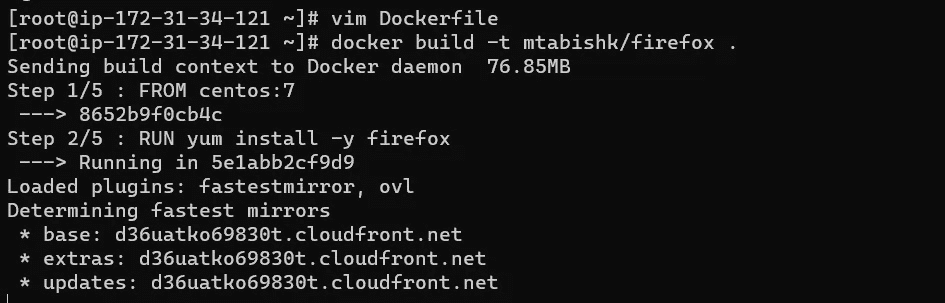 [root@ip-172-31-34-121 ~]# vim Dockerfile
[root@ip-172-31-34-121 ~]# docker build -t mtabishk/firefox .
Sending build context to Docker daemon  76.85MB
Step 1/5 : FROM centos:7
 ---> 8652b9f0cb4c
Step 2/5 : RUN yum install -y firefox
 ---> Running in 5e1abb2cf9d9
Loaded plugins: fastestmirror, ovl
Determining fastest mirrors
 * base: d36uatko69830t.cloudfront.net
 * extras: d36uatko69830t.cloudfront.net
 * updates: d36uatko69830t.cloudfront.net